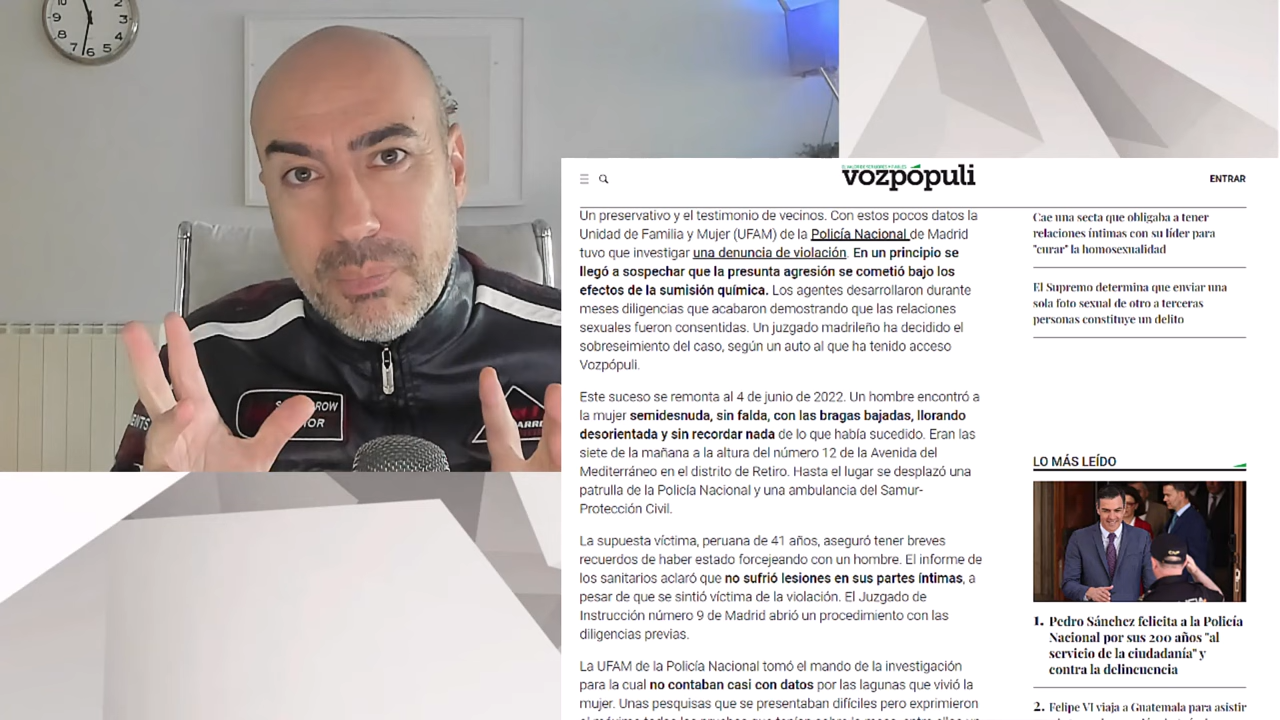 10
9
8
7
6
5
4
3
2
vozpópuli
ENTRAR
Un preservativo y el testimonio de vecinos. Con estos pocos datos la
Unidad de Familia y Mujer (UFAM) de la Policía Nacional de Madrid
tuvo que investigar una denuncia de violación. En un principio se
llegó a sospechar que la presunta agresión se cometió bajo los
efectos de la sumisión química. Los agentes desarrollaron durante
meses diligencias que acabaron demostrando que las relaciones
sexuales fueron consentidas. Un juzgado madrileño ha decidido el
sobreseimiento del caso, según un auto al que ha tenido acceso
Vozpópuli.
Este suceso se remonta al 4 de junio de 2022. Un hombre encontró a
la mujer semidesnuda, sin falda, con las bragas bajadas, llorando
desorientada y sin recordar nada de lo que había sucedido. Eran las
siete de la mañana a la altura del número 12 de la Avenida del
Mediterráneo en el distrito de Retiro. Hasta el lugar se desplazó una
patrulla de la Policía Nacional y una ambulancia del Samur-
Protección Civil.
La supuesta víctima, peruana de 41 años, aseguró tener breves
recuerdos de haber estado forcejeando con un hombre. El informe de
los sanitarios aclaró que no sufrió lesiones en sus partes íntimas, a
pesar de que se sintió víctima de la violación. El Juzgado de
Instrucción número 9 de Madrid abrió un procedimiento con las
diligencias previas.
La UFAM de la Policía Nacional tomó el mando de la investigación
para la cual no contaban casi con datos por las lagunas que vivió la
mujer. Unas pesquisas que se presentaban difíciles pero exprimieron
Cae una secta que obligaba a tener
relaciones íntimas con su líder para
"curar" la homosexualidad
El Supremo determina que enviar una
sola foto sexual de otro a terceras
personas constituye un delito
LO MÁS LEÍDO
1. Pedro Sánchez felicita a la Policía
Nacional por sus 200 años "al
servicio de la ciudadanía" y
contra la delincuencia
2. Felipe VI viaja a Guatemala para asistir